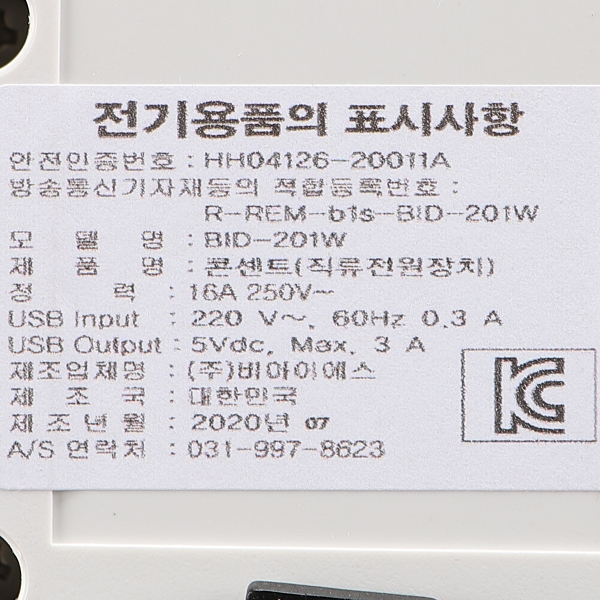 전기용품의 표시사항
안전인증번호 : HH04126-20011A
방송통신기자재등의 적합등록번호 :
R-REM-b1s-BID-201W
모 델 명 : BID-201W
제 품 명 : 콘센트(직류전원장치)
정 력 : 16A 250V~
USB Input : 220 V~, 60Hz 0.3 A
USB Output : 5Vdc, Max, 3 A
제조업체명 : (주)비아이에스
제 조 국 : 대한민국
제 조년 월 : 2020년 07
A/S 연락처 : 031-997-8623
KC